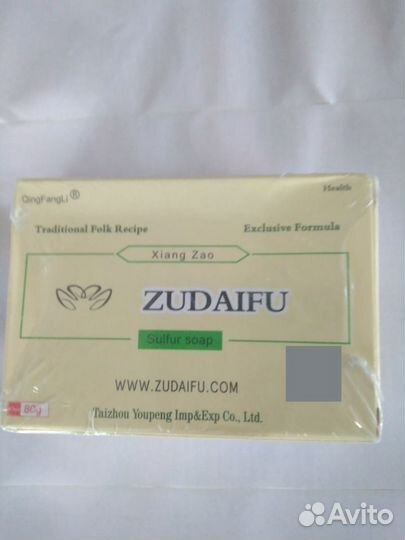 QingFangLi®
Health
Traditional Folk Recipe
Exclusive Formula
Xiang Zao
ZUDAIFU
Sulfur soap
WWW.ZUDAIFU.COM
80g
Taizhou Youpeng Imp&Exp Co., Ltd.
Avito